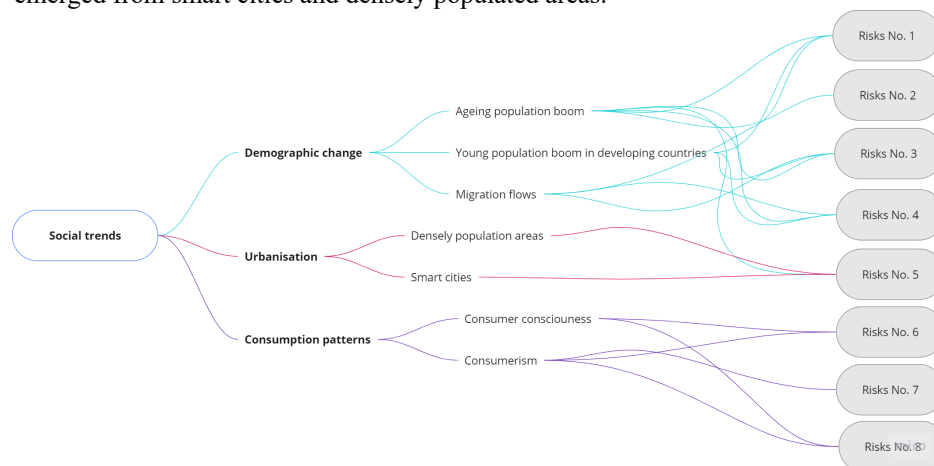 emerged from smart cities and densely populated areas.
Risks No. 1
Risks No. 2
Ageing population boom
Demographic change
Young population boom in developing countries
Risks No. 3
Migration flows
Risks No. 4
Social trends
Densely population areas
Urbanisation
Smart cities
Risks No. 5
Consumer consciouness
Risks No. 6
Consumption patterns
Consumerism
Risks No. 7
Risks No. 8
miro